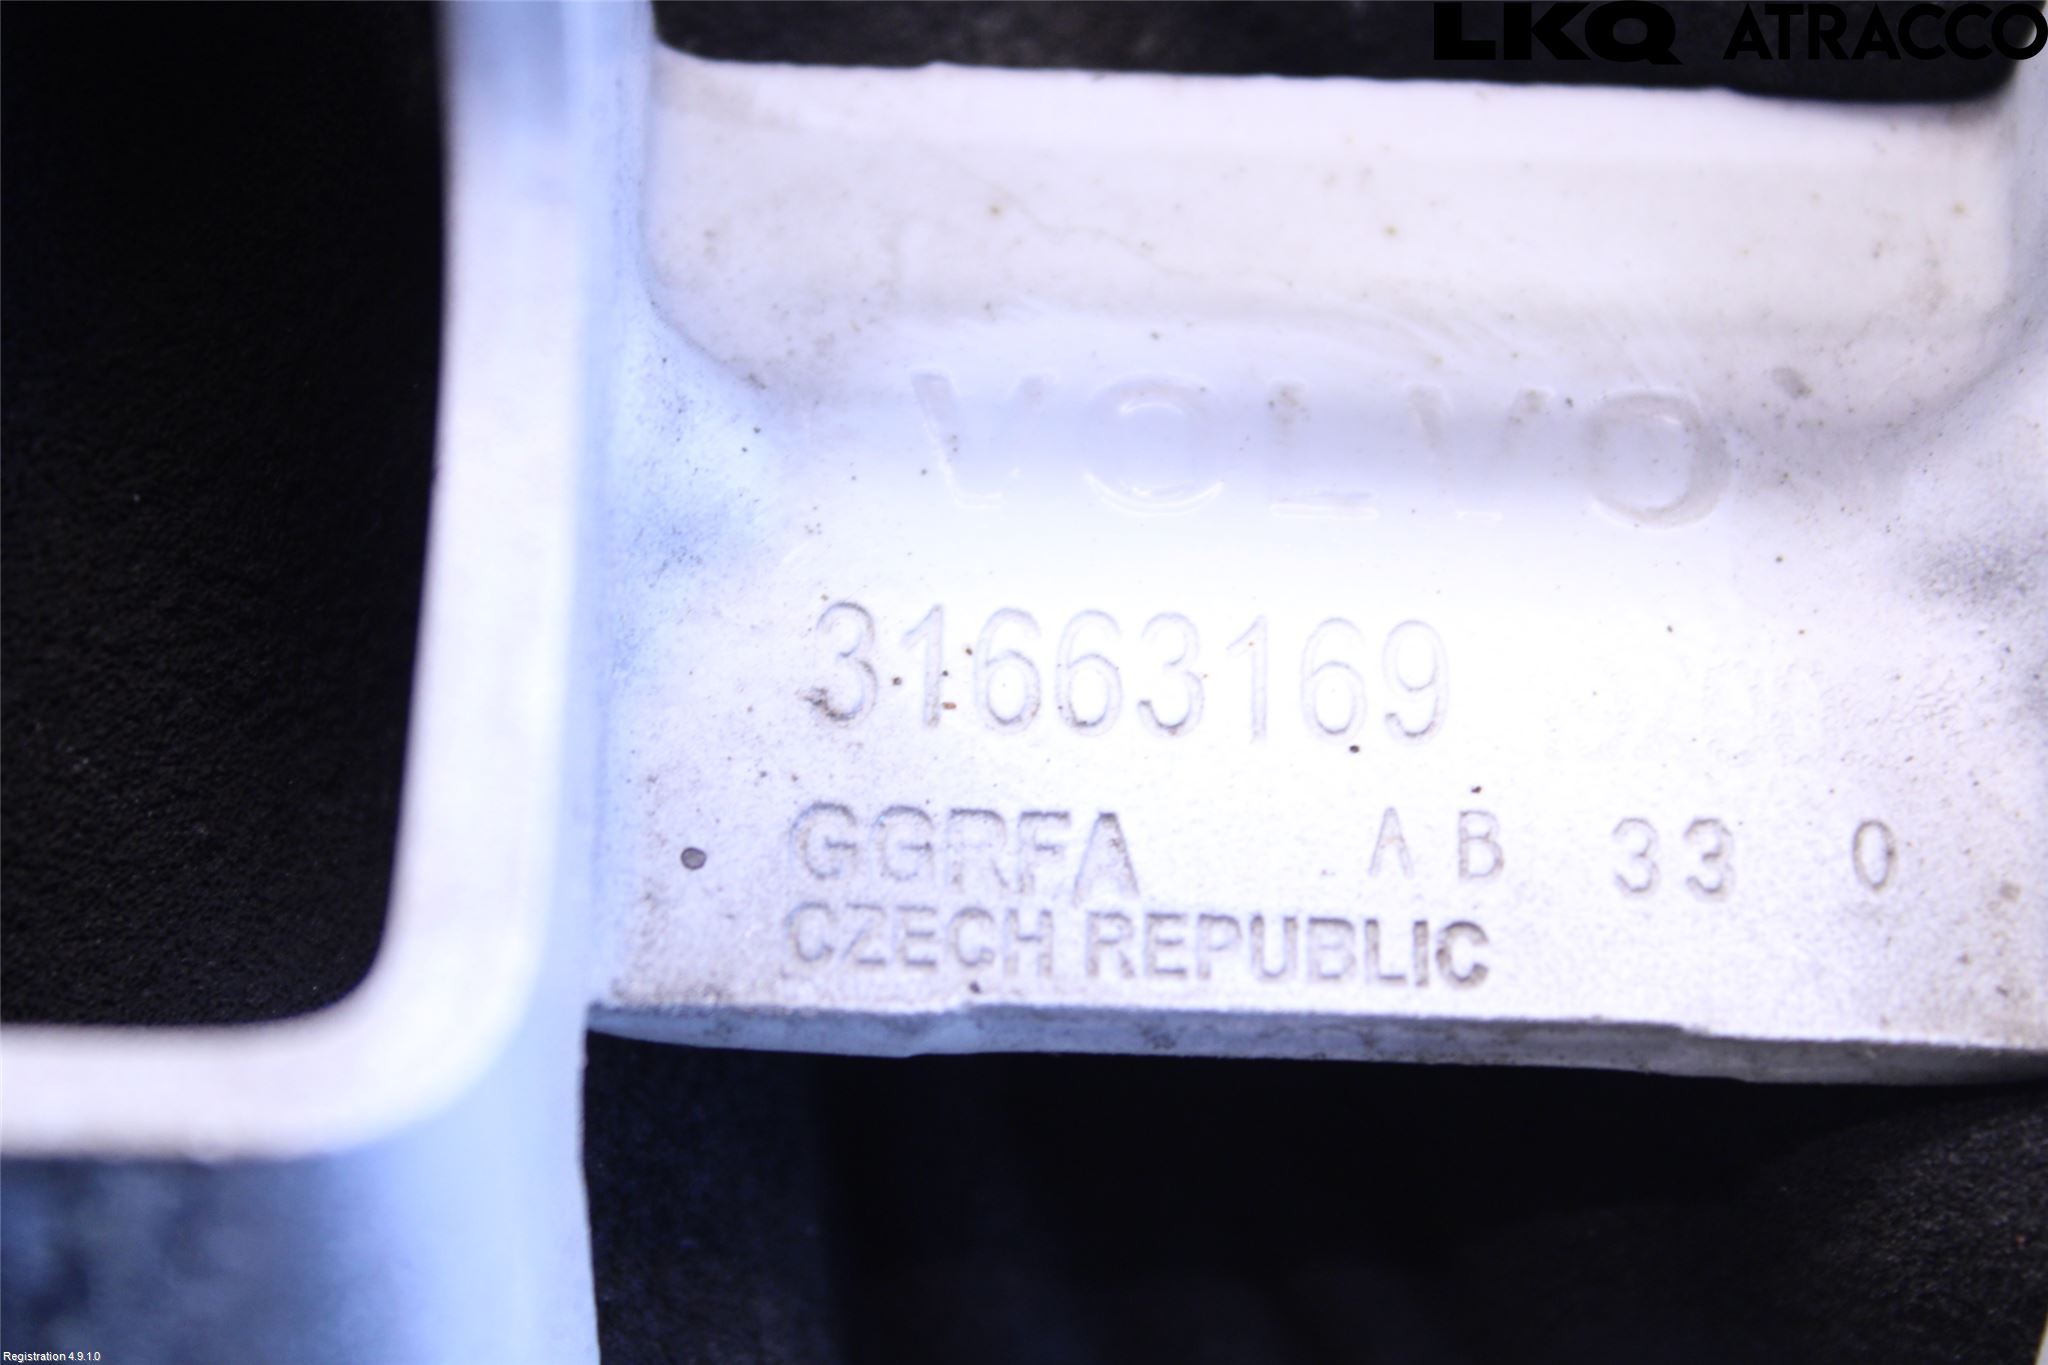 LKQ ATRACCO
VOLVO
31663169
GGRFA AB 33 0
CZECH REPUBLIC
Registration 4.9.1.0